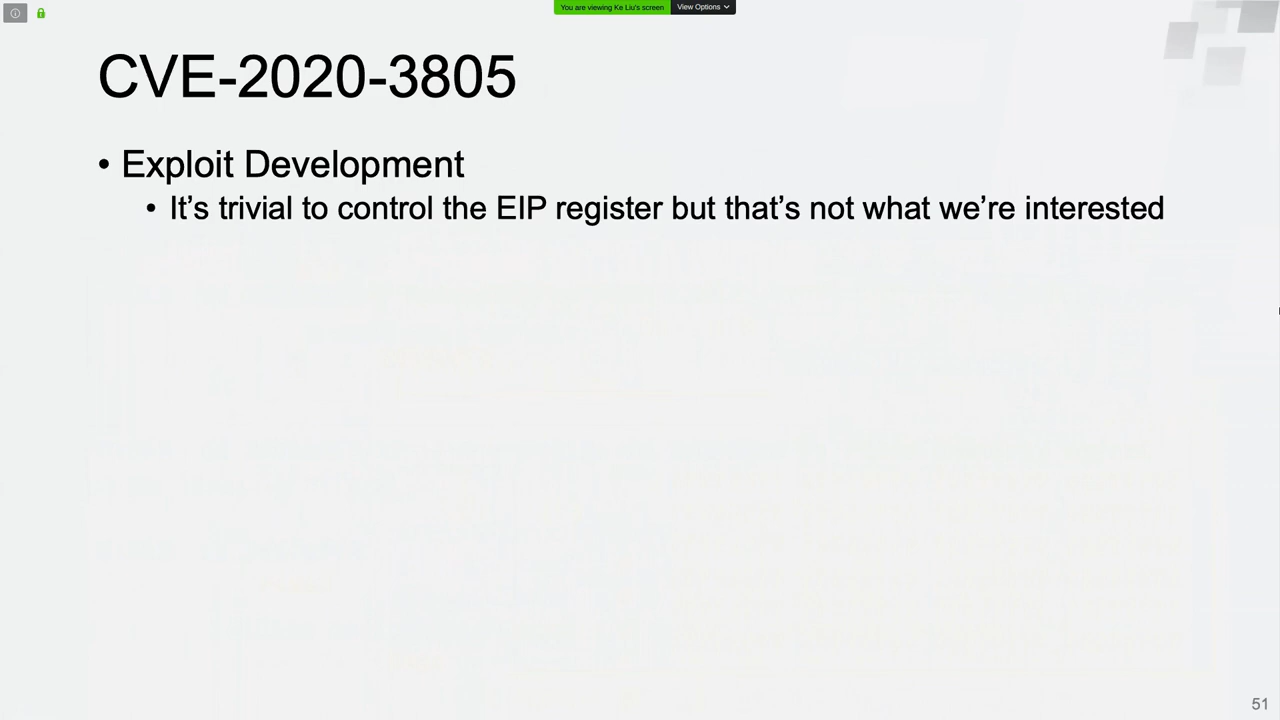 You are viewing Ke Liu's screen View Options
CVE-2020-3805
• Exploit Development
• It’s trivial to control the EIP register but that’s not what we’re interested
51